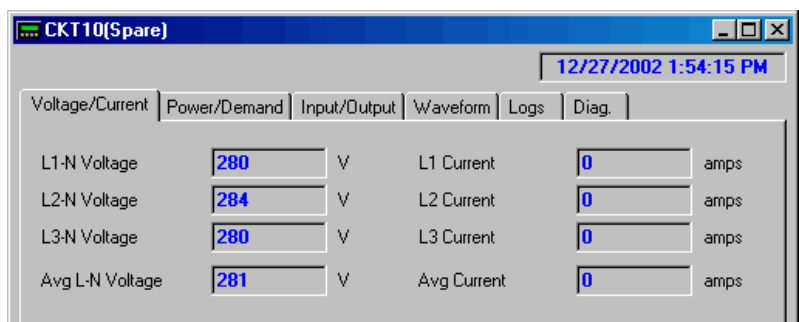 CKT10(Spare)
12/27/2002 1:54:15 PM
Voltage/Current Power/Demand Input/Output Waveform Logs Diag.
L1-N Voltage 280 V L1 Current 0 amps
L2-N Voltage 284 V L2 Current 0 amps
L3-N Voltage 280 V L3 Current 0 amps
Avg L-N Voltage 281 V Avg Current 0 amps